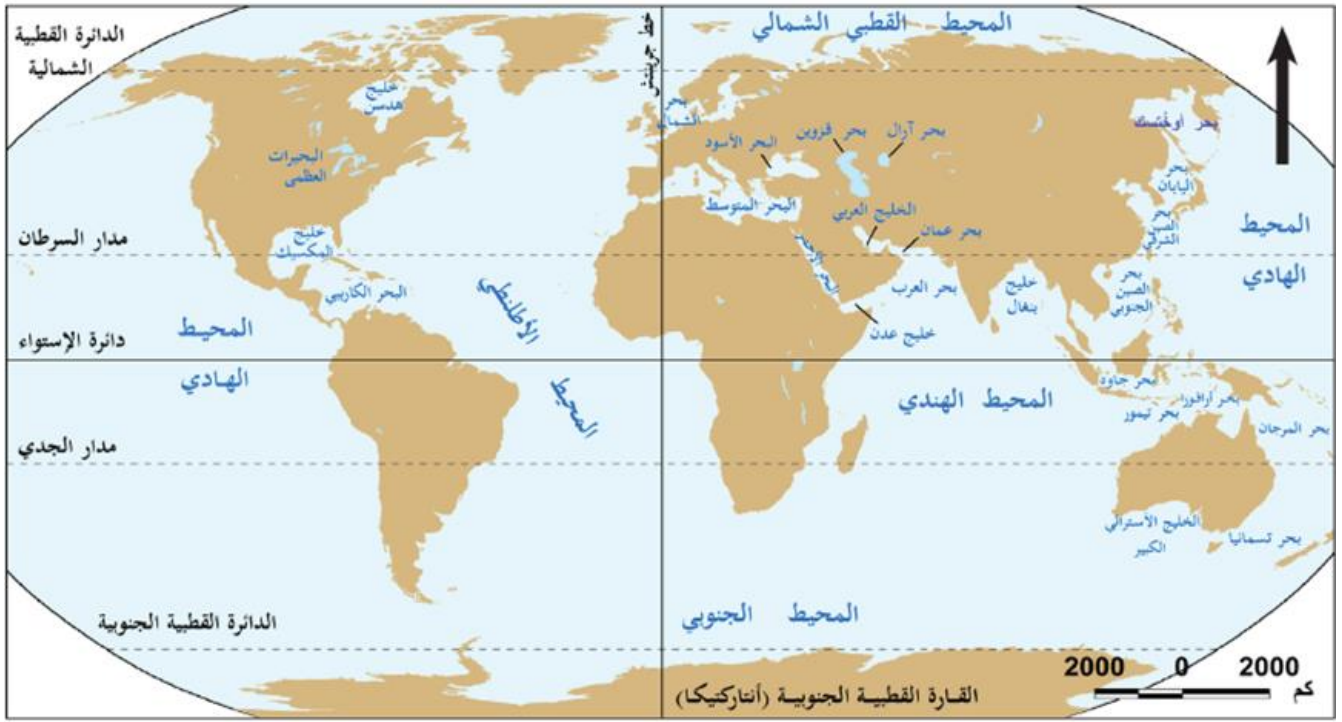 المحيط القطبي الشمالي
الدائرة القطبية
الشمالية
خط جرينتش
خليج
هدسن
بحر
الشمال
بحر أوخُتسك
البحيرات
العظمى
البحر الأسود
بحر قزوين
بحر آرال
بحر
اليابان
البحر المتوسط
الخليج العربي
بحر عمان
بحر
الصين
الشرقي
المحيط
الهادي
مدار السرطان
خليج
المكسيك
البحر الأحمر
البحر الكاريبي
الأطلنطي
المحيط
بحر العرب
خليج
بنغال
بحر
الصين
الجنوبي
خليج عدن
المحيط
الهادي
دائرة الإستواء
المحيط الهندي
بحر جاوة
بحر أرافورا
بحر تيمور
بحر المرجان
مدار الجدي
الخليج الأسترالي
الكبير
بحر تسمانيا
الدائرة القطبية الجنوبية
المحيط الجنوبي
القارة القطبية الجنوبية (أنتاركتيكا)
2000 0 2000
كم